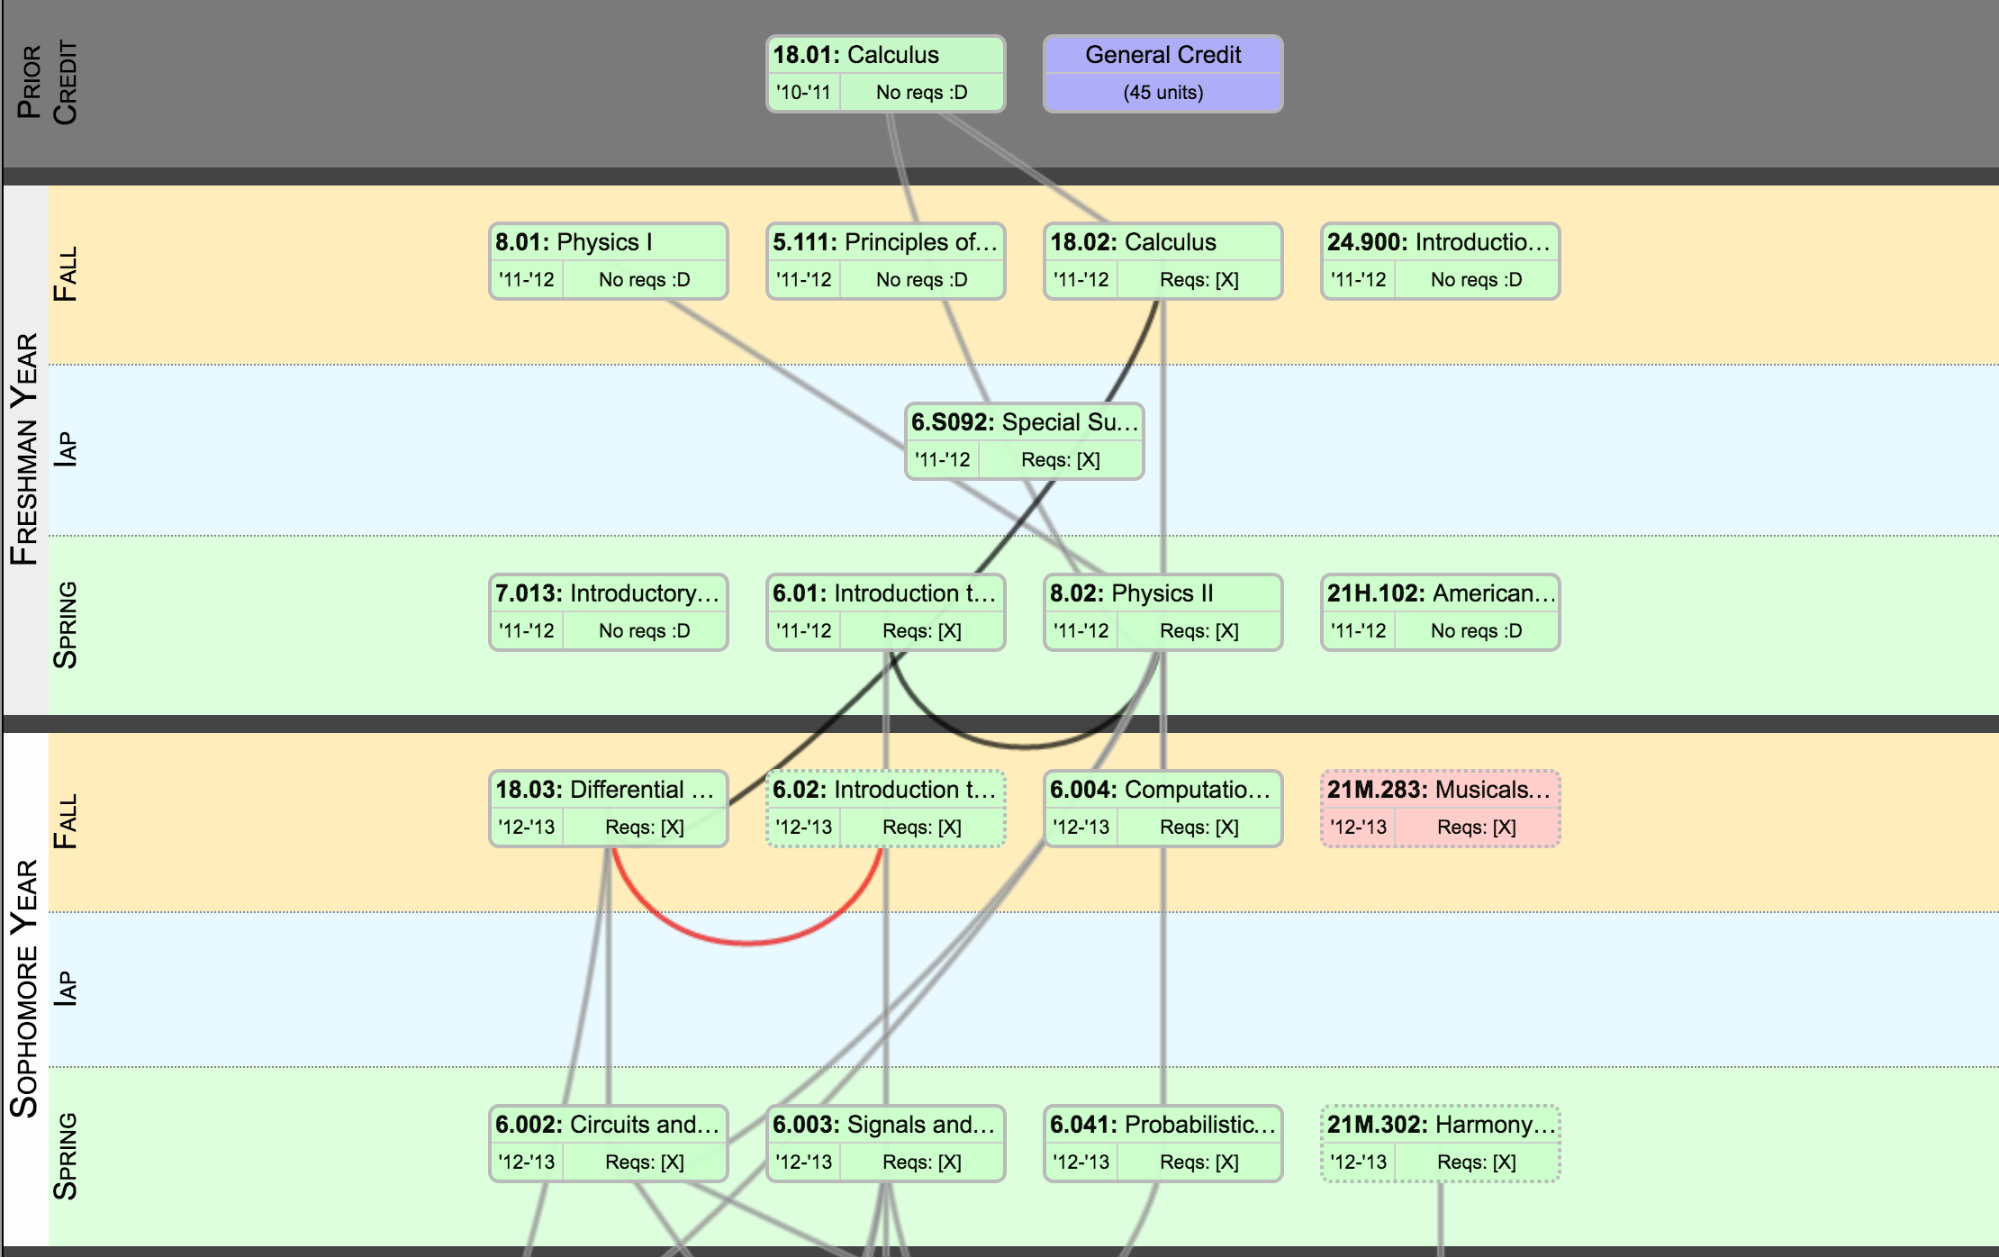 PRIOR
CREDIT
18.01: Calculus
'10-'11
No reqs :D
General Credit
(45 units)
FRESHMAN YEAR
FALL
8.01: Physics I
'11-'12
No reqs :D
5.111: Principles of...
'11-'12
No reqs :D
18.02: Calculus
'11-'12
Reqs: [X]
24.900: Introductio...
'11-'12
No reqs :D
IAP
6.S092: Special Su...
'11-'12
Reqs: [X]
SPRING
7.013: Introductory...
'11-'12
No reqs :D
6.01: Introduction t...
'11-'12
Reqs: [X]
8.02: Physics II
'11-'12
Reqs: [X]
21H.102: American...
'11-'12
No reqs :D
SOPHOMORE YEAR
FALL
18.03: Differential ...
'12-'13
Reqs: [X]
6.02: Introduction t...
'12-'13
Reqs: [X]
6.004: Computatio...
'12-'13
Reqs: [X]
21M.283: Musicals...
'12-'13
Reqs: [X]
IAP
SPRING
6.002: Circuits and...
'12-'13
Reqs: [X]
6.003: Signals and...
'12-'13
Reqs: [X]
6.041: Probabilistic...
'12-'13
Reqs: [X]
21M.302: Harmony...
'12-'13
Reqs: [X]